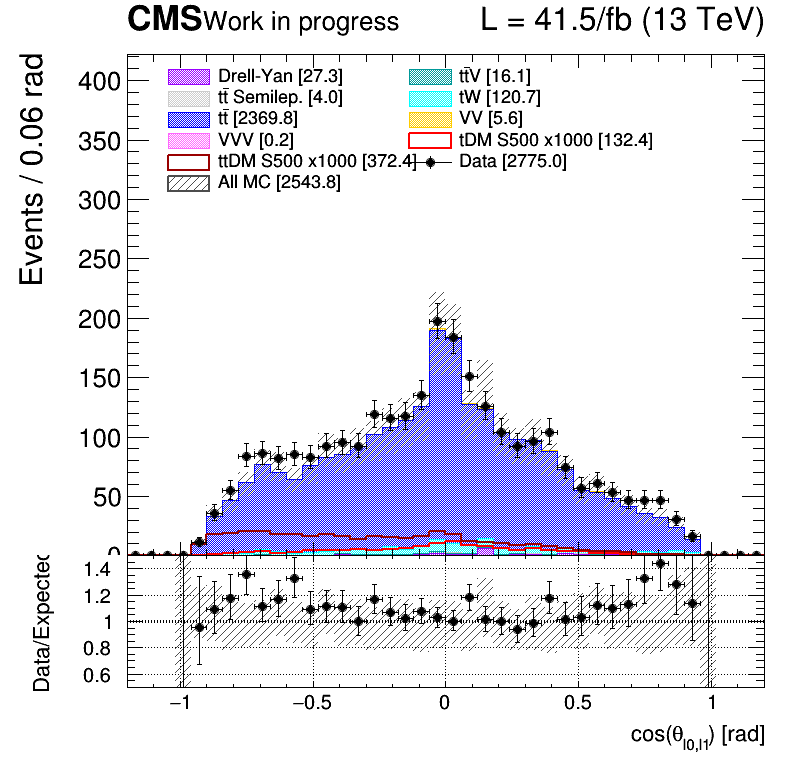 CMS Work in progress L = 41.5/fb (13 TeV)
Events / 0.06 rad
400
350
300
250
200
150
100
50
0
Drell-Yan [27.3] tt̄V [16.1]
tt̄ Semilep. [4.0] tW [120.7]
tt̄ [2369.8] VV [5.6]
VVV [0.2] tDM S500 x1000 [132.4]
ttDM S500 x1000 [372.4] Data [2775.0]
All MC [2543.8]
Data/Expected
1.4
1.2
1
0.8
0.6
−1 −0.5 0 0.5 1
cos(θl0,l1) [rad]